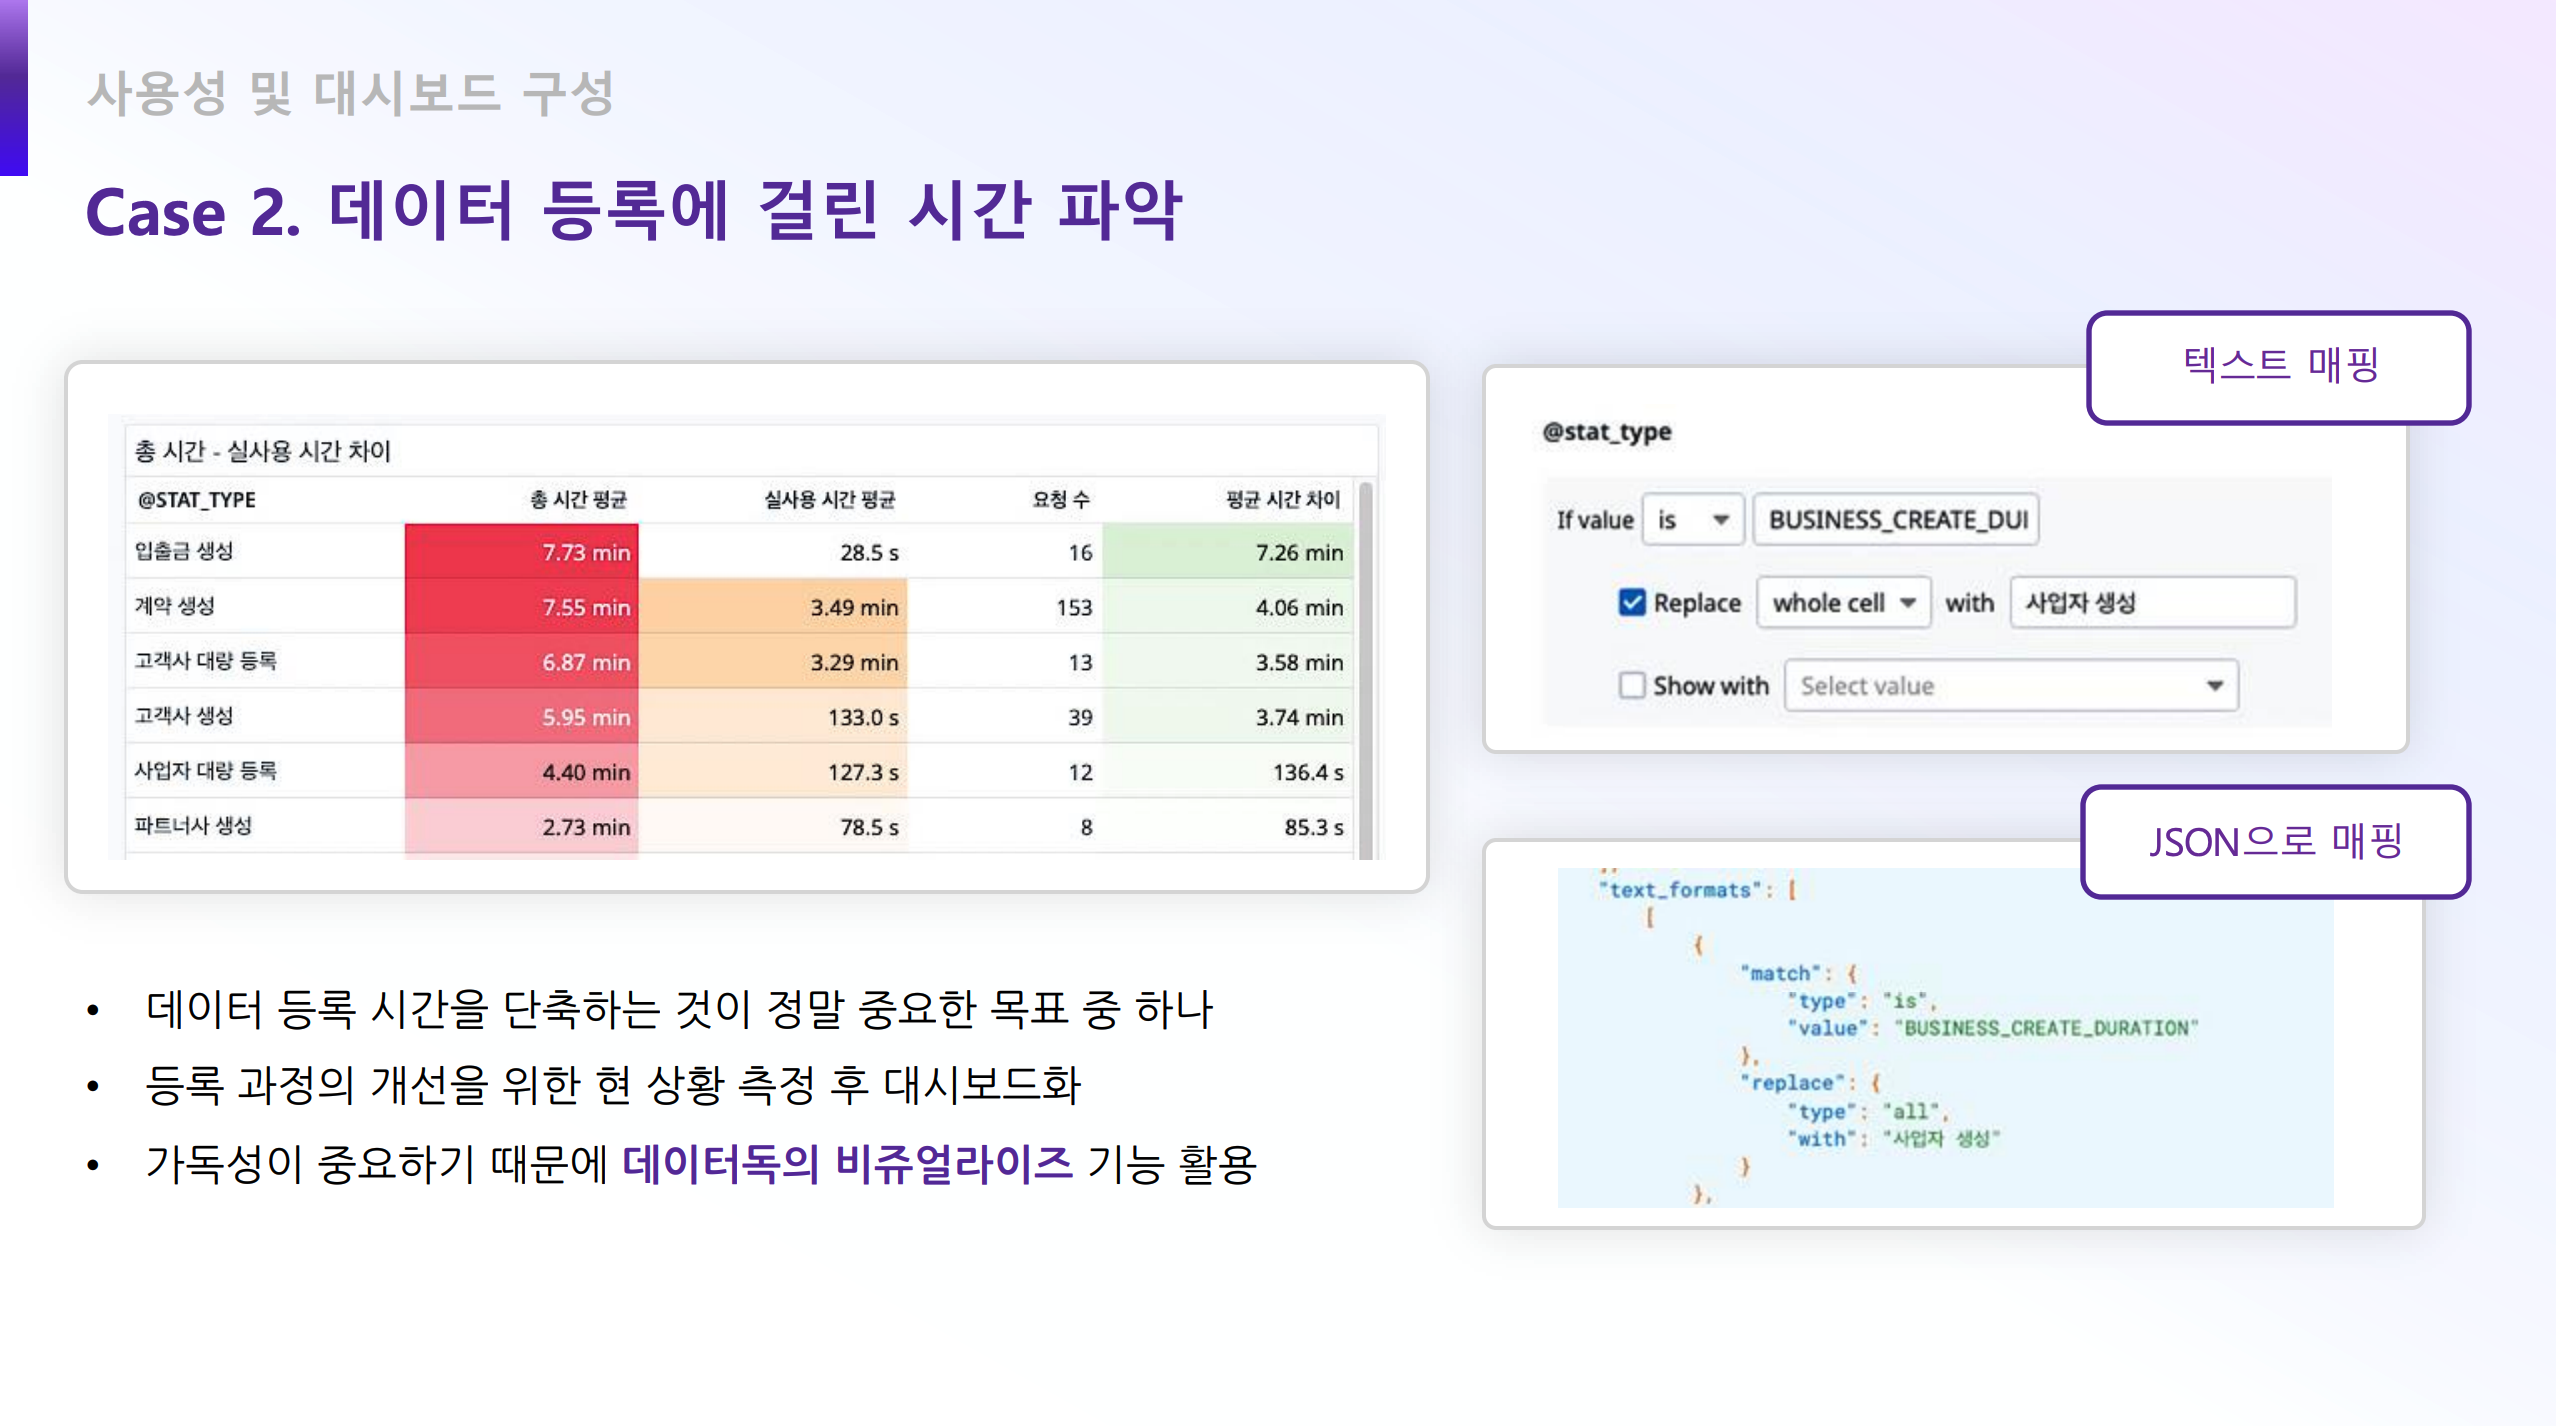 사용성 및 대시보드 구성
Case 2. 데이터 등록에 걸린 시간 파악
총 시간 - 실사용 시간 차이
@STAT_TYPE 총 시간 평균 실사용 시간 평균 요청 수 평균 시간 차이
입출금 생성 7.73 min 28.5 s 16 7.26 min
계약 생성 7.55 min 3.49 min 153 4.06 min
고객사 대량 등록 6.87 min 3.29 min 13 3.58 min
고객사 생성 5.95 min 133.0 s 39 3.74 min
사업자 대량 등록 4.40 min 127.3 s 12 136.4 s
파트너사 생성 2.73 min 78.5 s 8 85.3 s
• 데이터 등록 시간을 단축하는 것이 정말 중요한 목표 중 하나
• 등록 과정의 개선을 위한 현 상황 측정 후 대시보드화
• 가독성이 중요하기 때문에 데이터독의 비쥬얼라이즈 기능 활용
텍스트 매핑
@stat_type
If value is BUSINESS_CREATE_DUI
Replace whole cell with 사업자 생성
Show with Select value
JSON으로 매핑
"text_formats": [
[
{
"match": {
"type": "is",
"value": "BUSINESS_CREATE_DURATION"
},
"replace": {
"type": "all",
"with": "사업자 생성"
}
},